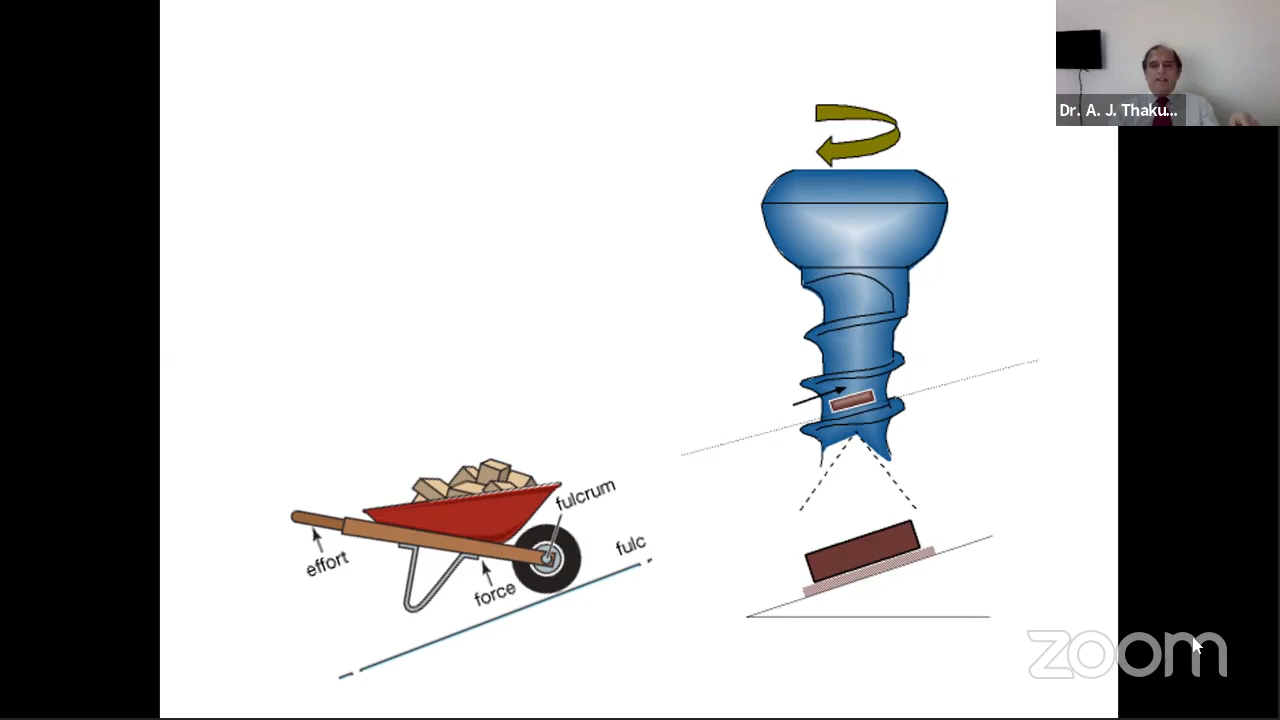 Dr. A. J. Thaku...
fulcrum
fulc
effort
force
zoom